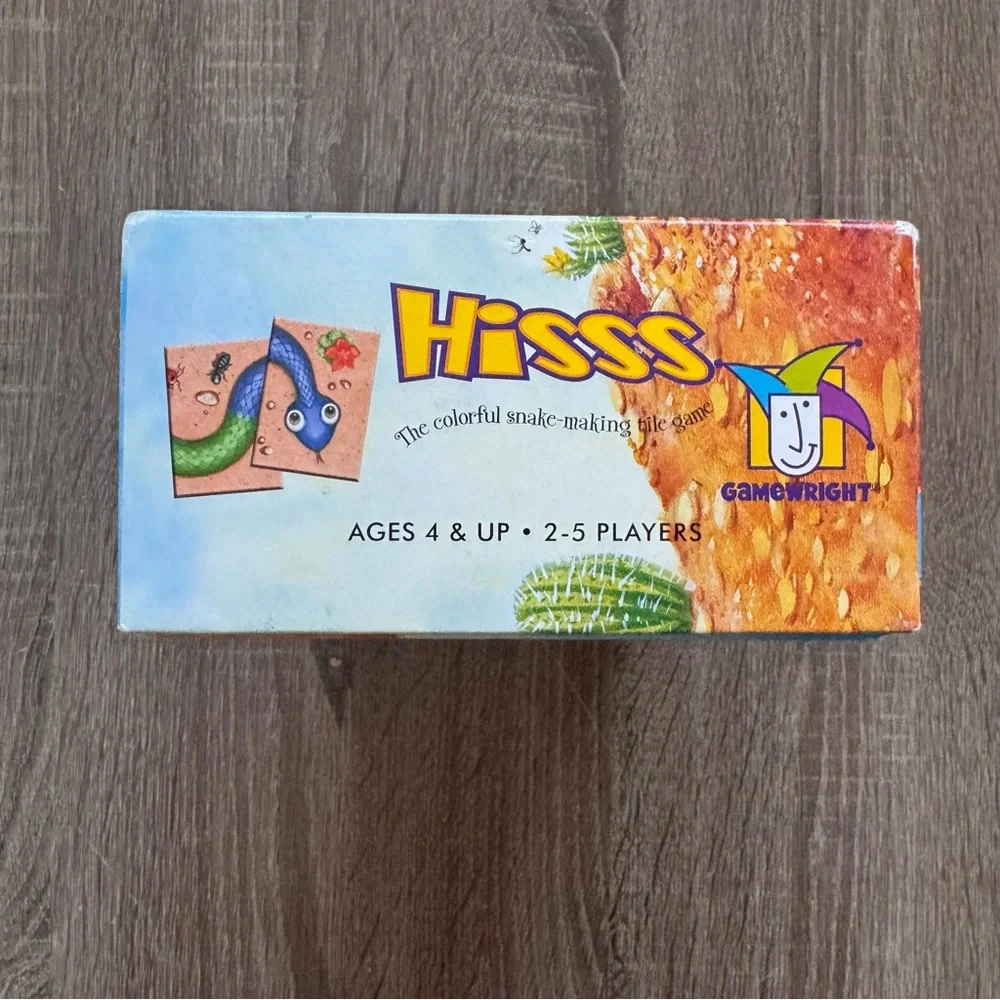 Hisss
The colorful snake-making tile game
GAMEWRIGHT
AGES 4 & UP • 2-5 PLAYERS